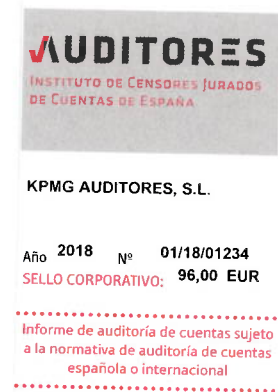 AUDITORES
INSTITUTO DE CENSORES JURADOS
DE CUENTAS DE ESPAÑA
KPMG AUDITORES, S.L.
Año 2018 Nº 01/18/01234
SELLO CORPORATIVO: 96,00 EUR
Informe de auditoría de cuentas sujeto
a la normativa de auditoría de cuentas
española o internacional